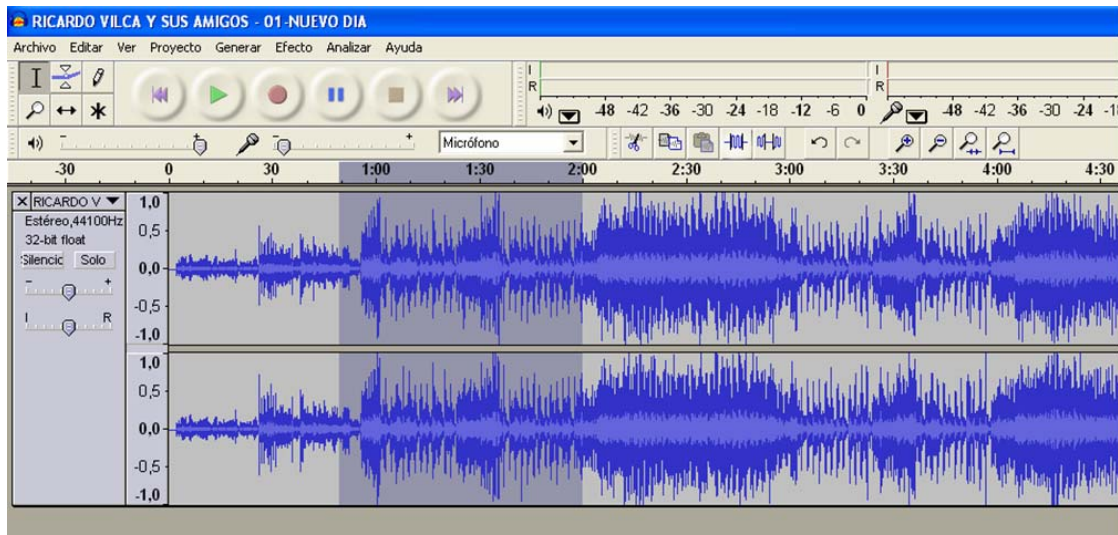 RICARDO VILCA Y SUS AMIGOS - 01-NUEVO DIA
Archivo Editar Ver Proyecto Generar Efecto Analizar Ayuda
I I
R R
-48 -42 -36 -30 -24 -18 -12 -6 0 -48 -42 -36 -30 -24 -1
- + - + Micrófono
-30 0 30 1:00 1:30 2:00 2:30 3:00 3:30 4:00 4:30
X RICARDO V
Estéreo,44100Hz
32-bit float
Silencic Solo
- +
I R
1,0
0,5
0,0
-0,5
-1,0
1,0
0,5
0,0
-0,5
-1,0